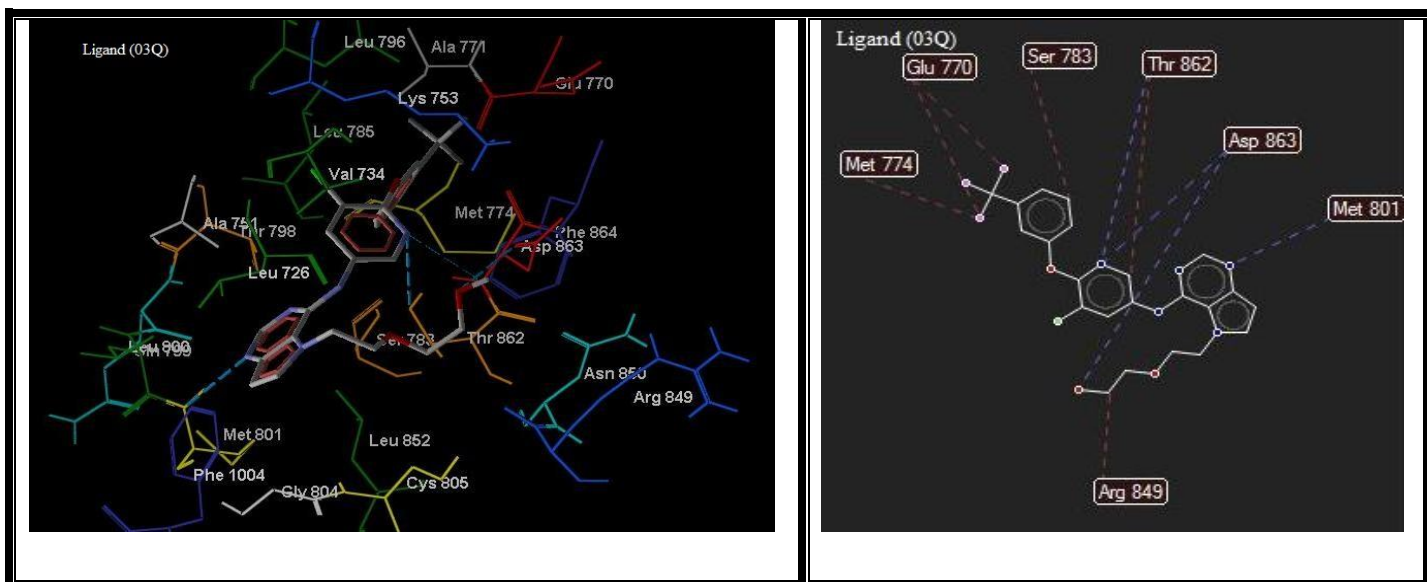 Ligand (03Q)
Leu 796
Ala 771
Glu 770
Lys 753
Leu 785
Val 734
Met 774
Ala 751
Thr 798
Phe 864
Asp 863
Leu 726
Leu 800
Ser 783
Thr 862
Asn 850
Arg 849
Met 801
Leu 852
Phe 1004
Gly 804
Cys 805
Ligand (03Q)
Glu 770
Ser 783
Thr 862
Asp 863
Met 774
Met 801
Arg 849